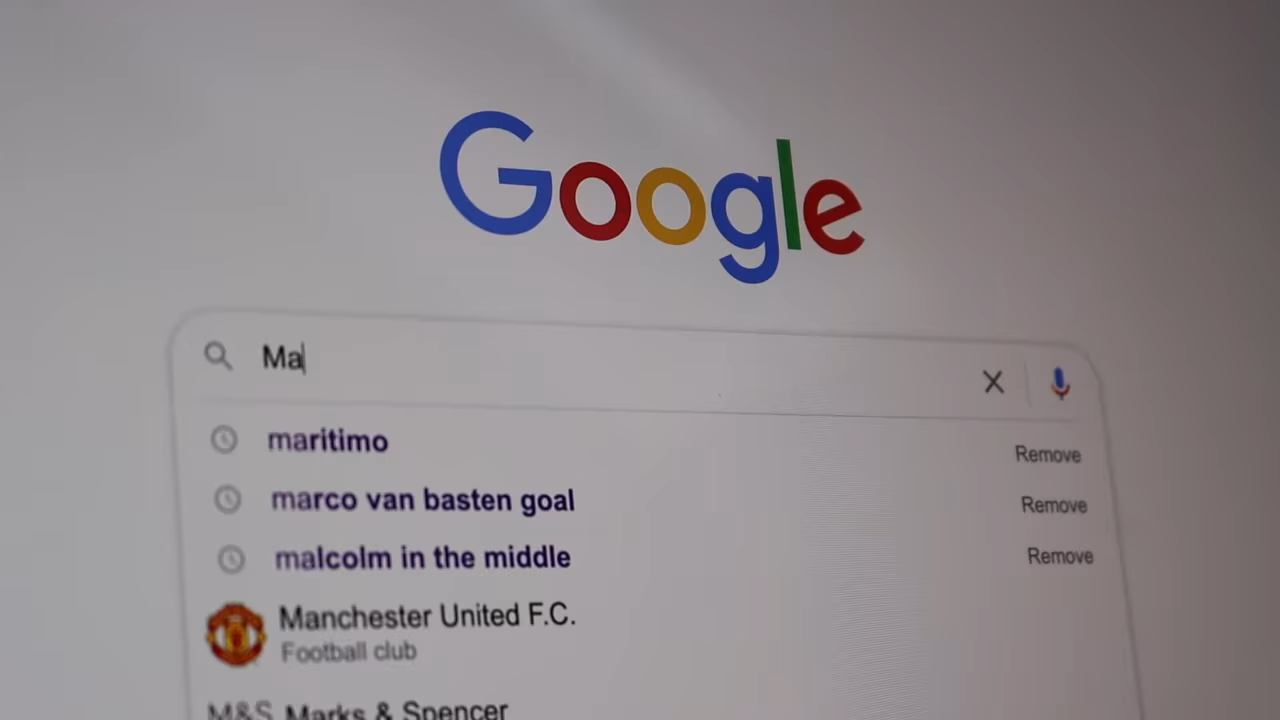 Google
Ma
maritimo Remove
marco van basten goal Remove
malcolm in the middle Remove
Manchester United F.C.
Football club
M&S Marks & Spencer